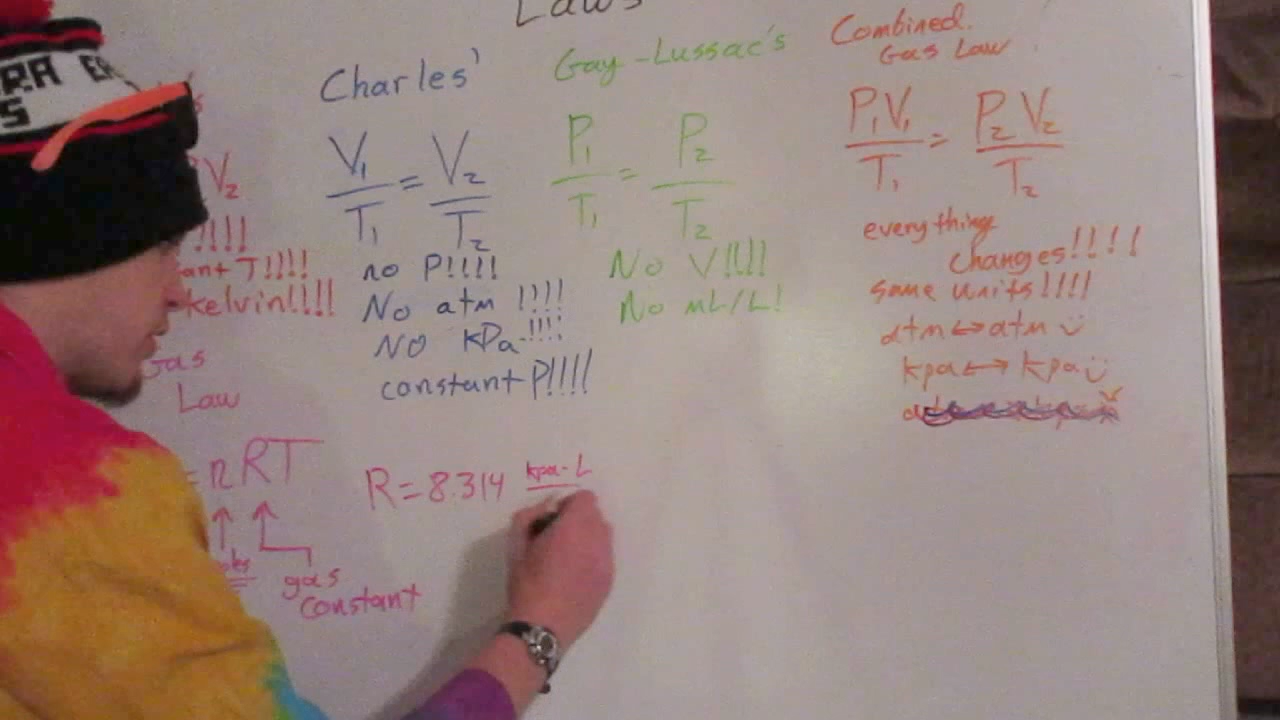 Laws
Charles'
V1/T1 = V2/T2
no P!!!!
No atm !!!!
NO kPa !!!!
constant P!!!!
Gay-Lussac's
P1/T1 = P2/T2
No V!!!!
No mL/L!
Combined
Gas Law
P1V1/T1 = P2V2/T2
everything
changes!!!!
same units!!!!
atm ↔ atm ☺
kpa ↔ kpa ☺
V2
!!!!
ant T!!!!
kelvin!!!!
Gas
Law
= nRT
gas
constant
R = 8.314 kpa-L